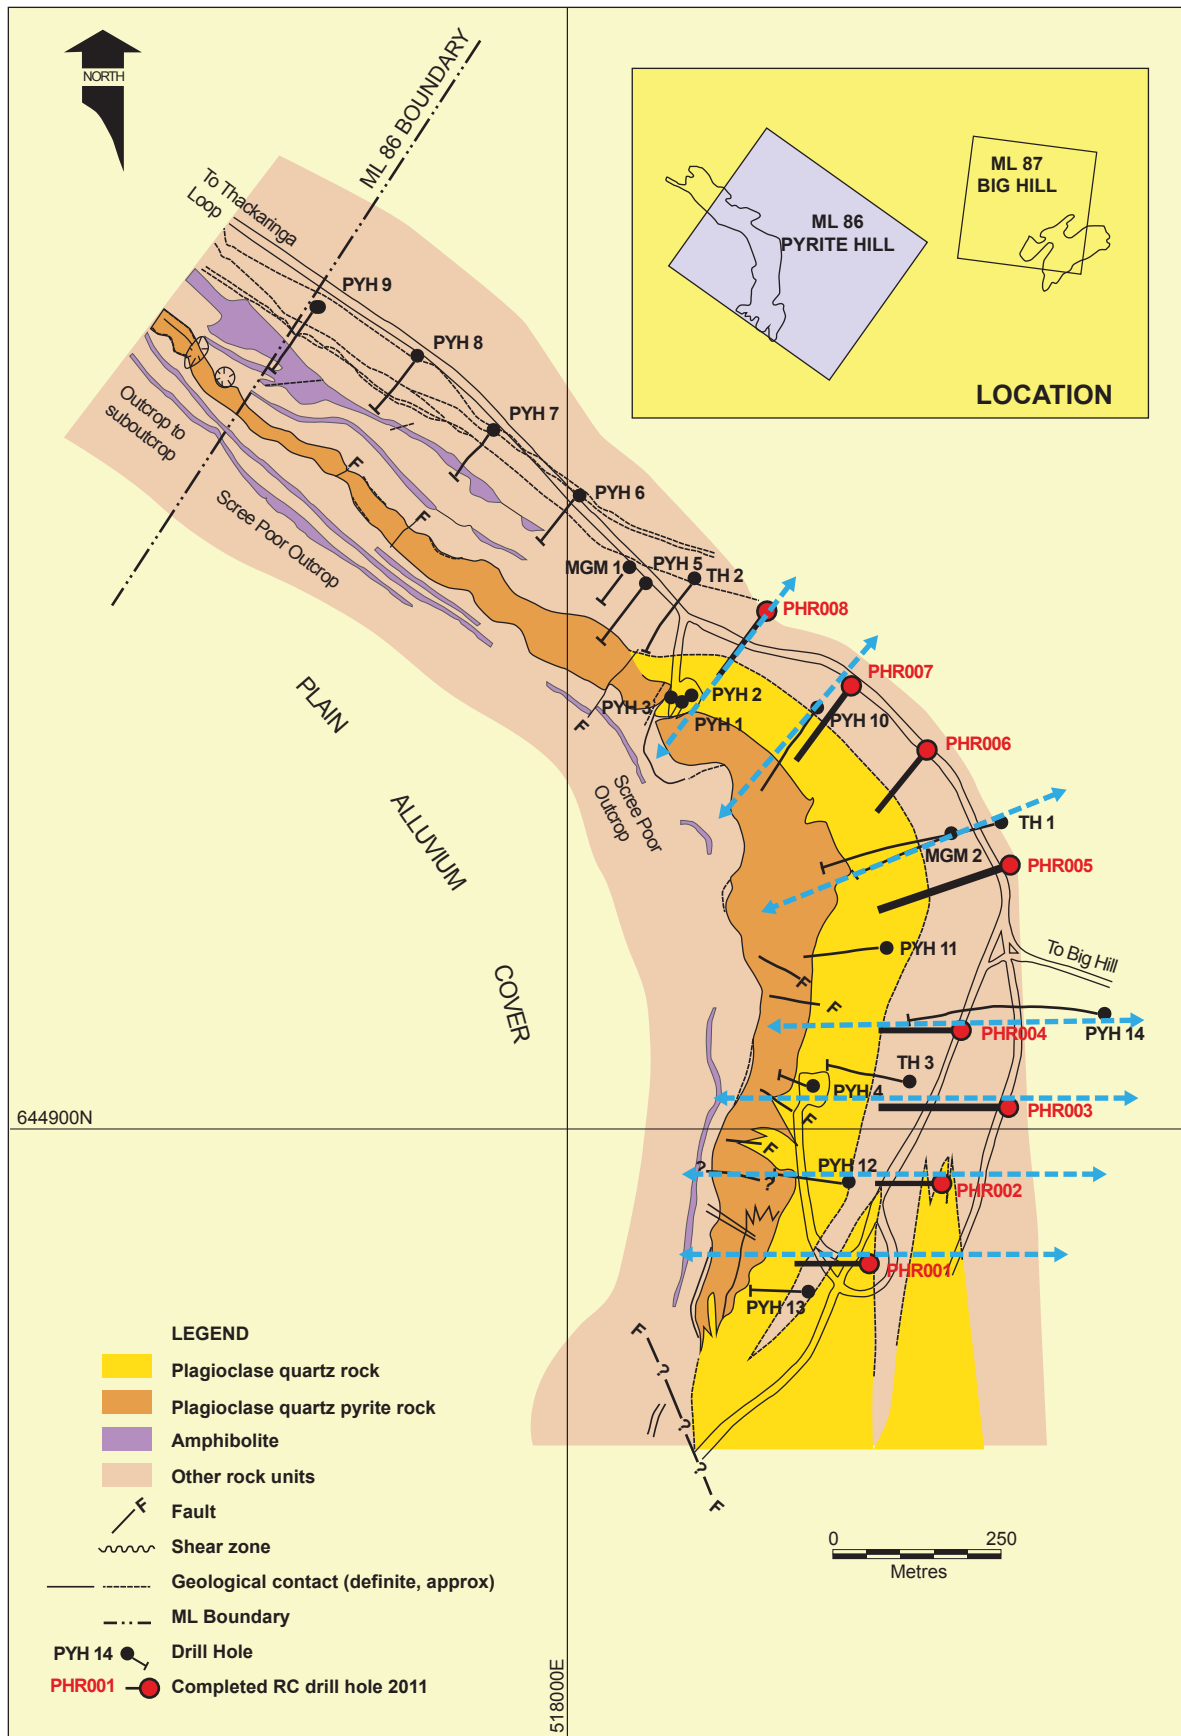 NORTH
ML 86 BOUNDARY
To Thackaringa
Loop
ML 86
PYRITE HILL
ML 87
BIG HILL
LOCATION
PYH 9
PYH 8
PYH 7
PYH 6
Outcrop to
suboutcrop
F
F
Scree Poor Outcrop
MGM 1
PYH 5
TH 2
PHR008
PHR007
PYH 3
PYH 2
PYH 1
PYH 10
F
PHR006
PLAIN
ALLUVIUM
COVER
Scree Poor
Outcrop
TH 1
MGM 2
PHR005
PYH 11
To Big Hill
F
F
PYH 14
PHR004
TH 3
PYH 4
PHR003
F
644900N
F
?
?
PYH 12
PHR002
PHR001
PYH 13
F
?
?
?
F
LEGEND
Plagioclase quartz rock
Plagioclase quartz pyrite rock
Amphibolite
Other rock units
F
Fault
Shear zone
Geological contact (definite, approx)
ML Boundary
PYH 14
Drill Hole
PHR001
Completed RC drill hole 2011
518000E
0
250
Metres